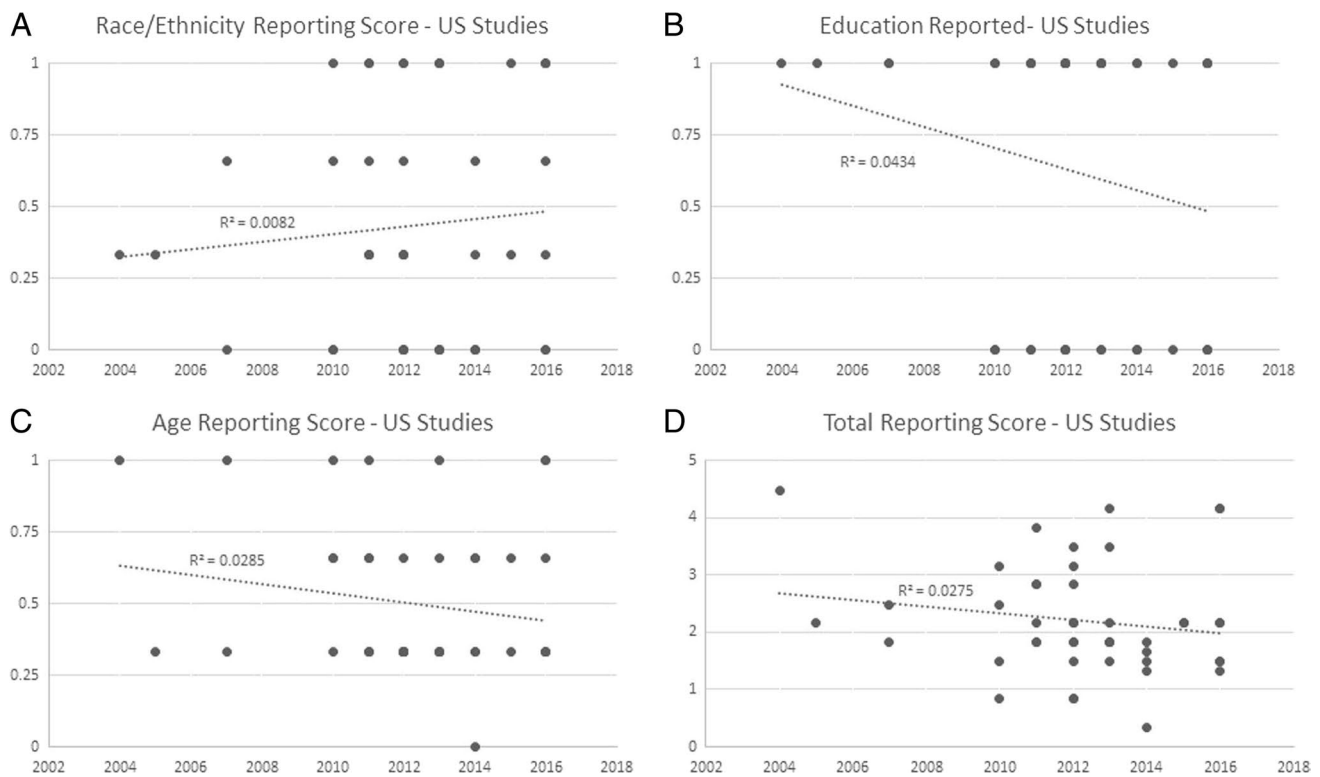 A
Race/Ethnicity Reporting Score - US Studies
1
0.75
0.5
0.25
0
R² = 0.0082
2002 2004 2006 2008 2010 2012 2014 2016 2018
B
Education Reported- US Studies
1
0.75
0.5
0.25
0
R² = 0.0434
2002 2004 2006 2008 2010 2012 2014 2016 2018
C
Age Reporting Score - US Studies
1
0.75
0.5
0.25
0
R² = 0.0285
2002 2004 2006 2008 2010 2012 2014 2016 2018
D
Total Reporting Score - US Studies
5
4
3
2
1
0
R² = 0.0275
2002 2004 2006 2008 2010 2012 2014 2016 2018